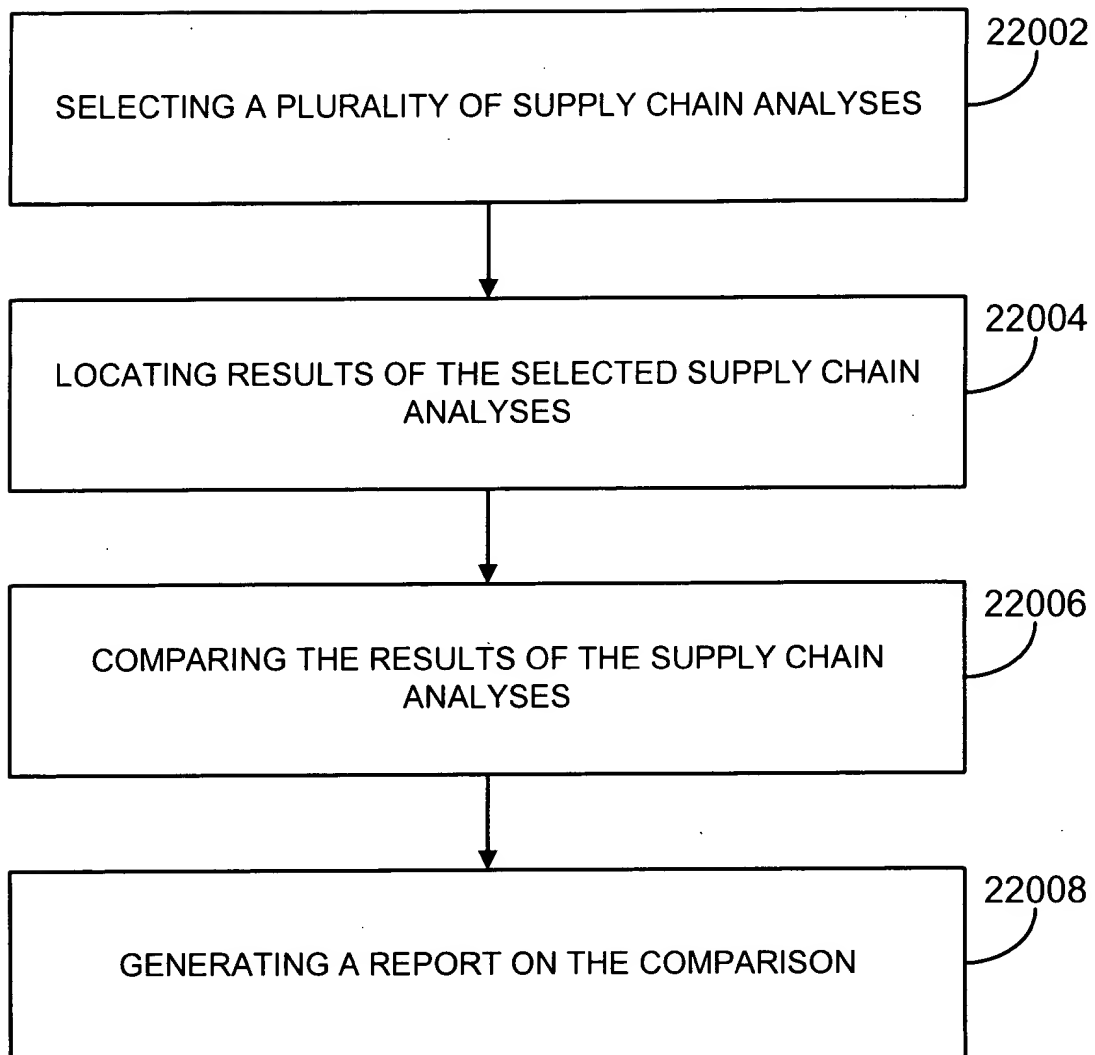 22002
SELECTING A PLURALITY OF SUPPLY CHAIN ANALYSES
22004
LOCATING RESULTS OF THE SELECTED SUPPLY CHAIN
ANALYSES
22006
COMPARING THE RESULTS OF THE SUPPLY CHAIN
ANALYSES
22008
GENERATING A REPORT ON THE COMPARISON